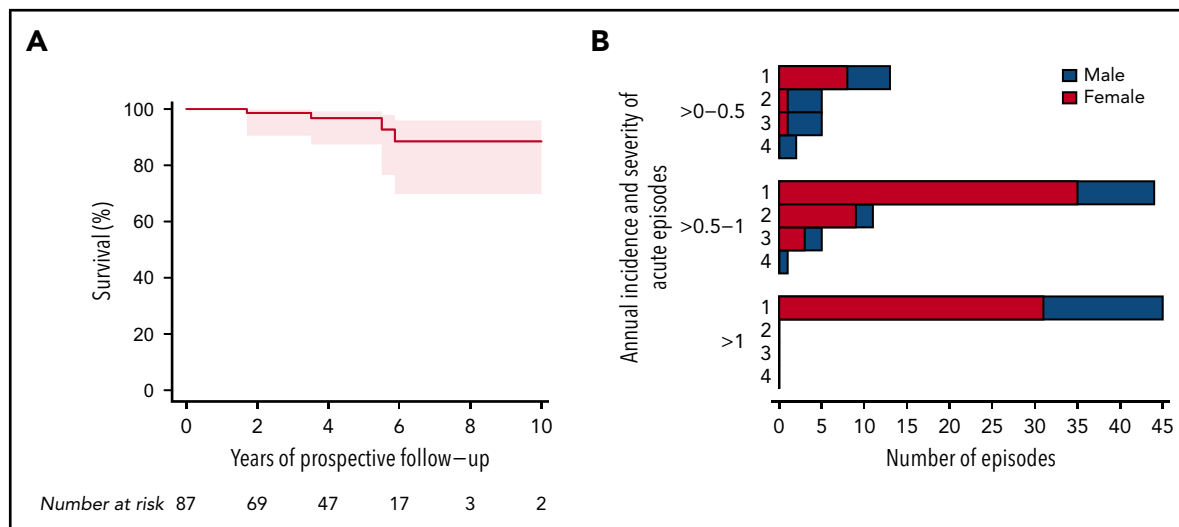 A
Survival (%)
100
80
60
40
20
0
0 2 4 6 8 10
Years of prospective follow–up
Number at risk 87 69 47 17 3 2
B
Annual incidence and severity of
acute episodes
>0–0.5
1
2
3
4
>0.5–1
1
2
3
4
>1
1
2
3
4
0 5 10 15 20 25 30 35 40 45
Number of episodes
Male
Female